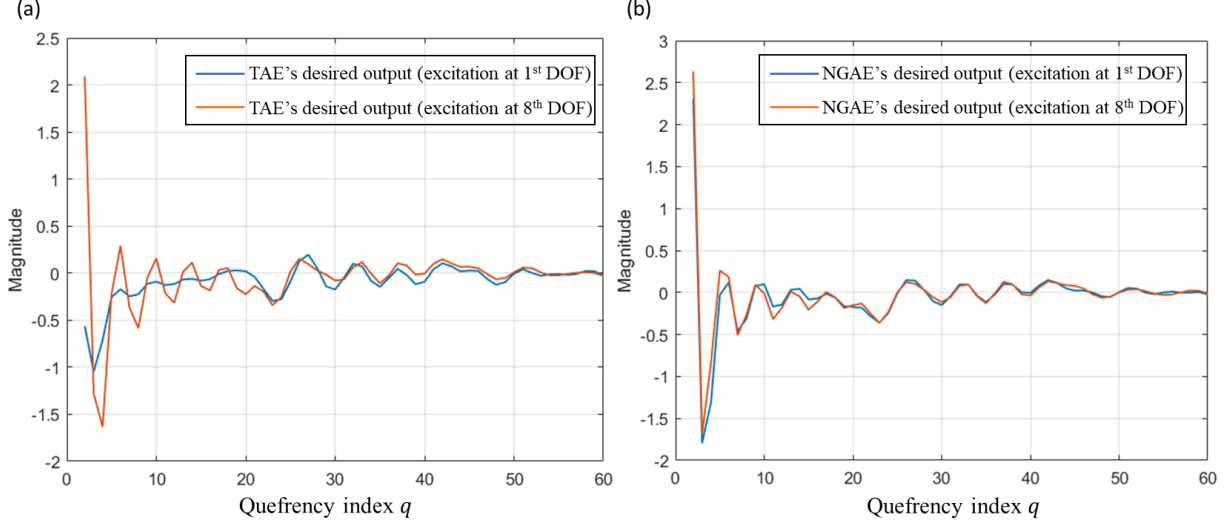 (a)
TAE's desired output (excitation at 1st DOF)
TAE's desired output (excitation at 8th DOF)
Magnitude
2.5
2
1.5
1
0.5
0
-0.5
-1
-1.5
-2
0 10 20 30 40 50 60
Quefrency index q
(b)
NGAE's desired output (excitation at 1st DOF)
NGAE's desired output (excitation at 8th DOF)
Magnitude
3
2.5
2
1.5
1
0.5
0
-0.5
-1
-1.5
-2
0 10 20 30 40 50 60
Quefrency index q